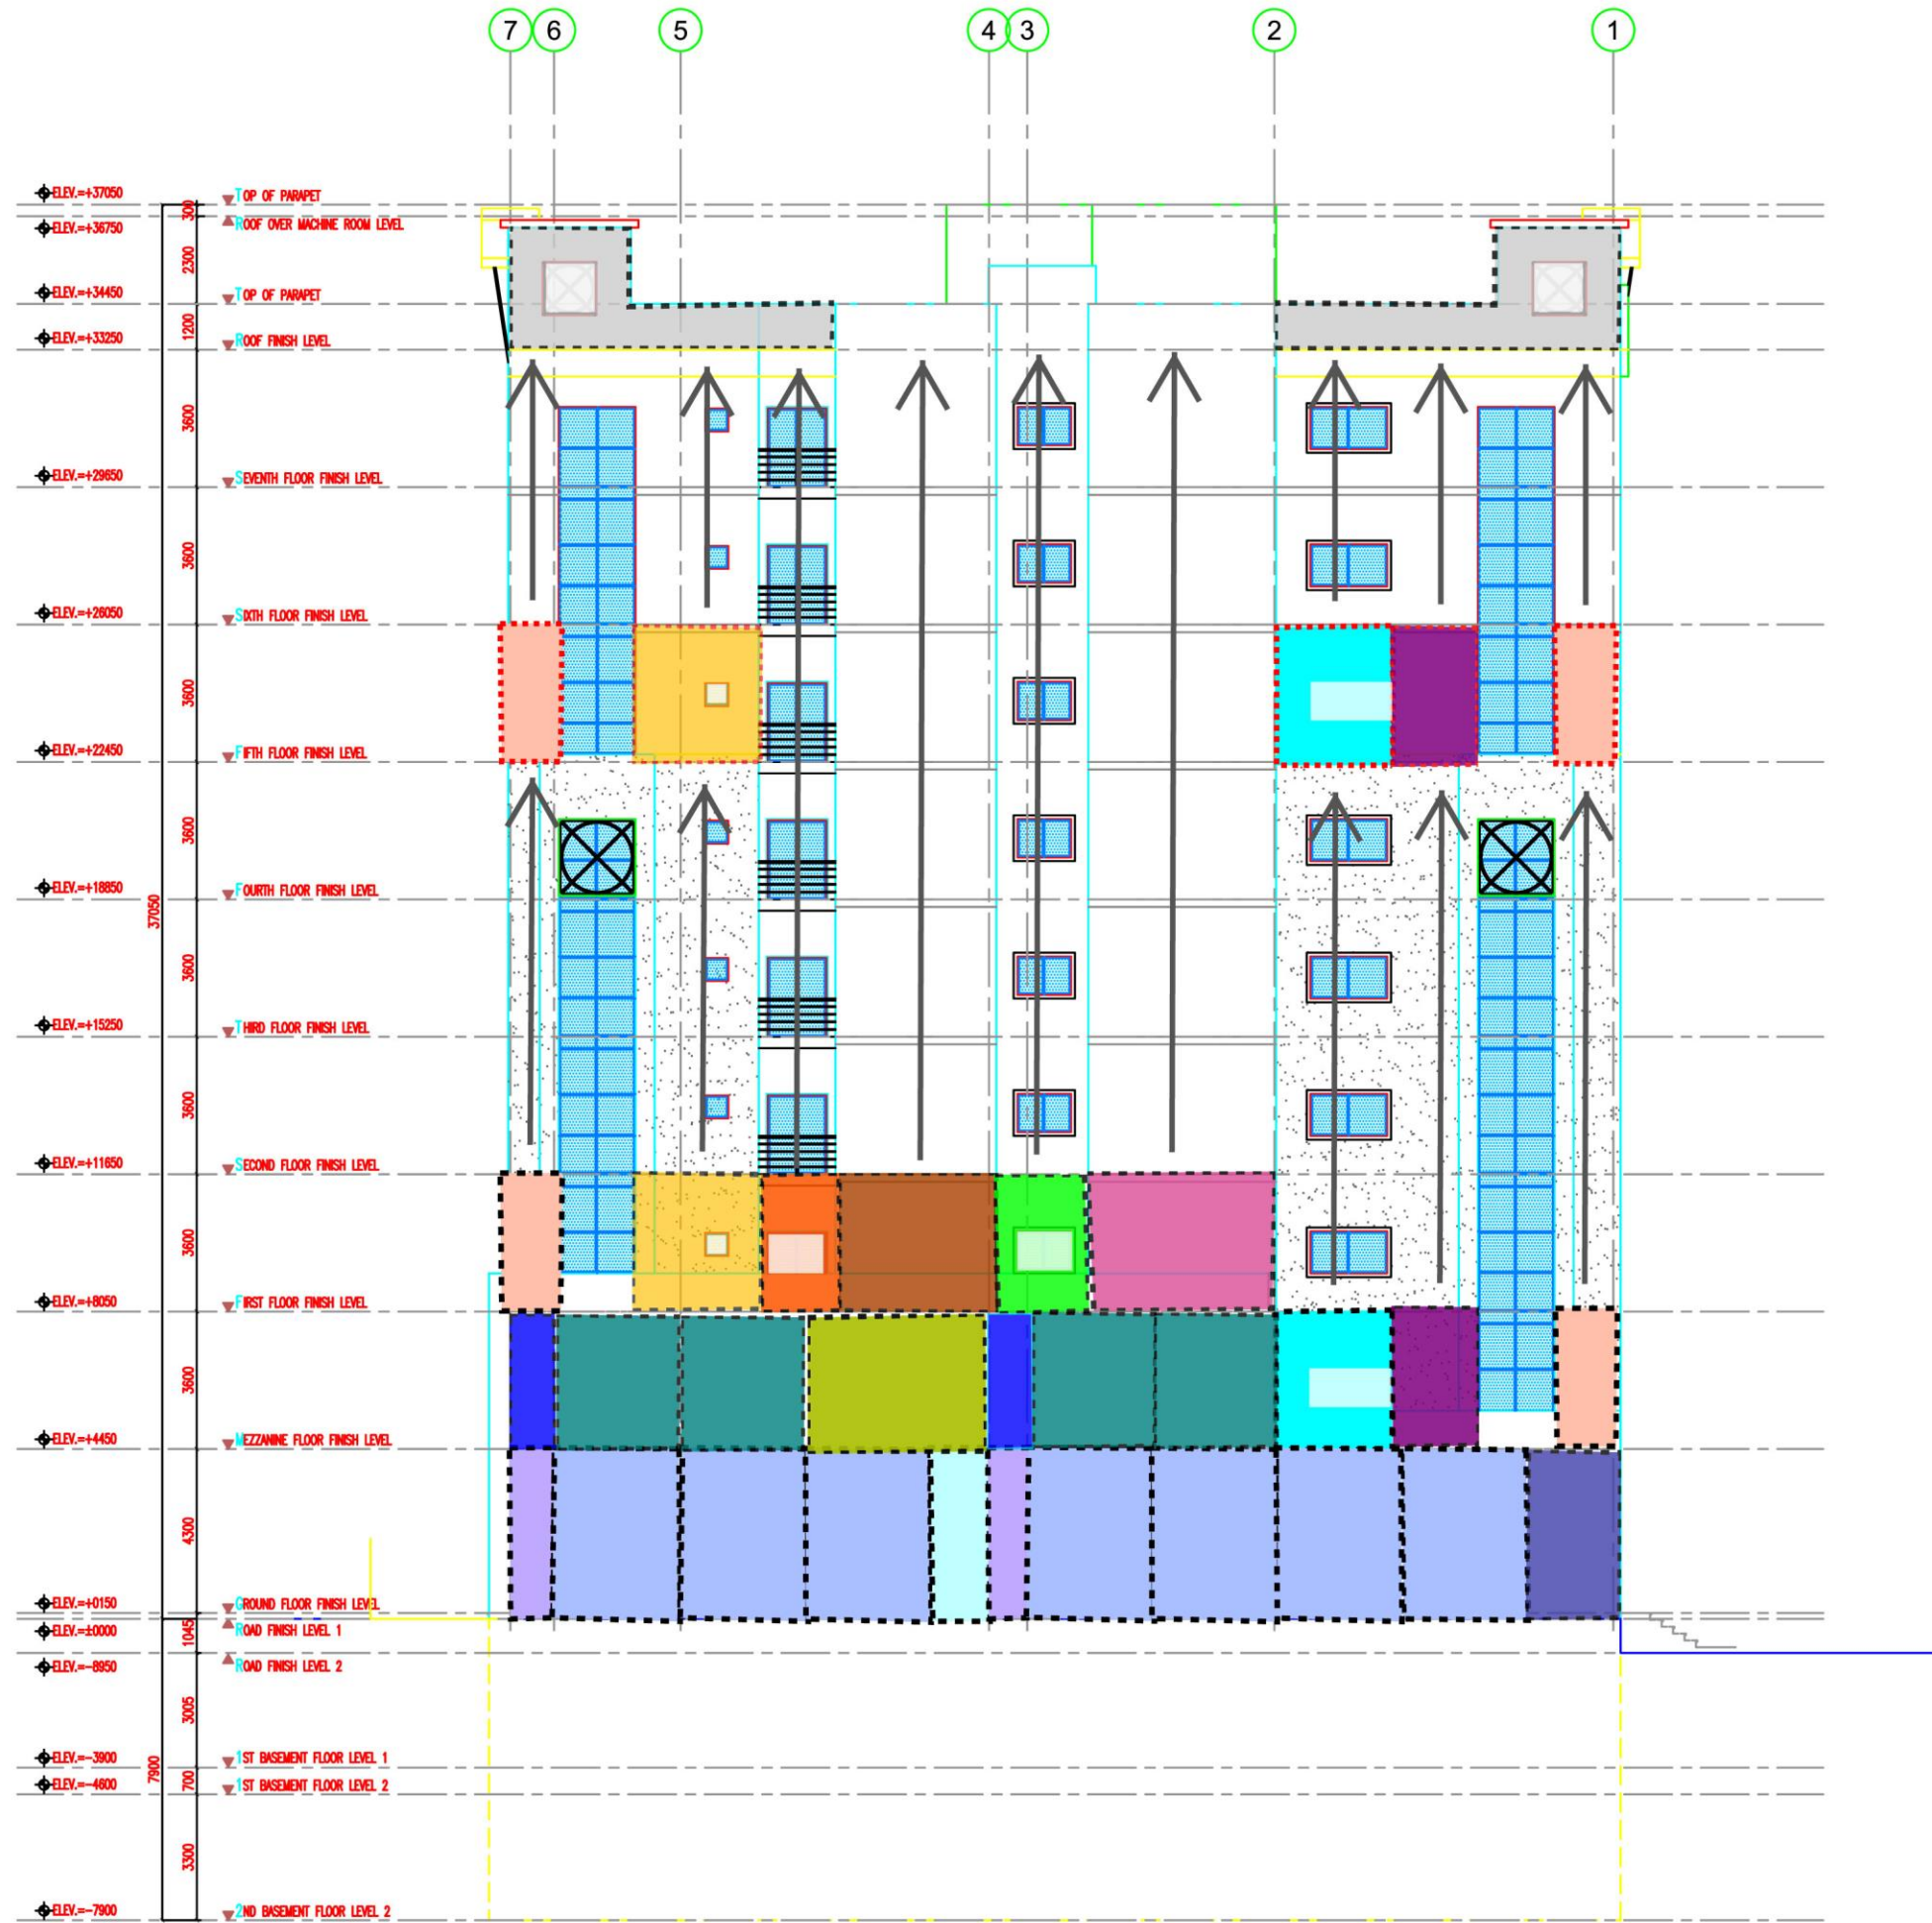 7 6 5 4 3 2 1
ELEV.=+37050 TOP OF PARAPET
300
ELEV.=+36750 ROOF OVER MACHINE ROOM LEVEL
2300
ELEV.=+34450 TOP OF PARAPET
1200
ELEV.=+33250 ROOF FINISH LEVEL
3600
ELEV.=+29650 SEVENTH FLOOR FINISH LEVEL
3600
ELEV.=+26050 SIXTH FLOOR FINISH LEVEL
3600
ELEV.=+22450 FIFTH FLOOR FINISH LEVEL
3600
ELEV.=+18850 FOURTH FLOOR FINISH LEVEL
37050
3600
ELEV.=+15250 THIRD FLOOR FINISH LEVEL
3600
ELEV.=+11650 SECOND FLOOR FINISH LEVEL
3600
ELEV.=+8050 FIRST FLOOR FINISH LEVEL
3600
ELEV.=+4450 MEZZANINE FLOOR FINISH LEVEL
4300
ELEV.=+0150 GROUND FLOOR FINISH LEVEL
ELEV.=±0000 ROAD FINISH LEVEL 1
1045
ELEV.=-8950 ROAD FINISH LEVEL 2
3005
ELEV.=-3900 1ST BASEMENT FLOOR LEVEL 1
7900
700
ELEV.=-4600 1ST BASEMENT FLOOR LEVEL 2
3300
ELEV.=-7900 2ND BASEMENT FLOOR LEVEL 2